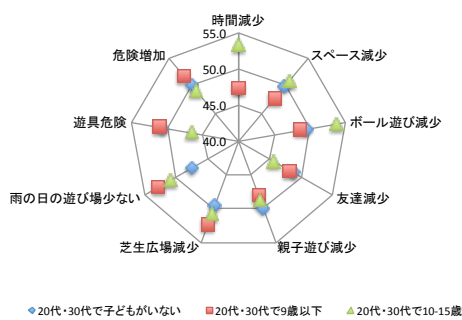 時間減少
スペース減少
ボール遊び減少
友達減少
親子遊び減少
芝生広場減少
雨の日の遊び場少ない
遊具危険
危険増加
55.0
50.0
45.0
40.0
20代・30代で子どもがいない 20代・30代で9歳以下 20代・30代で10-15歳